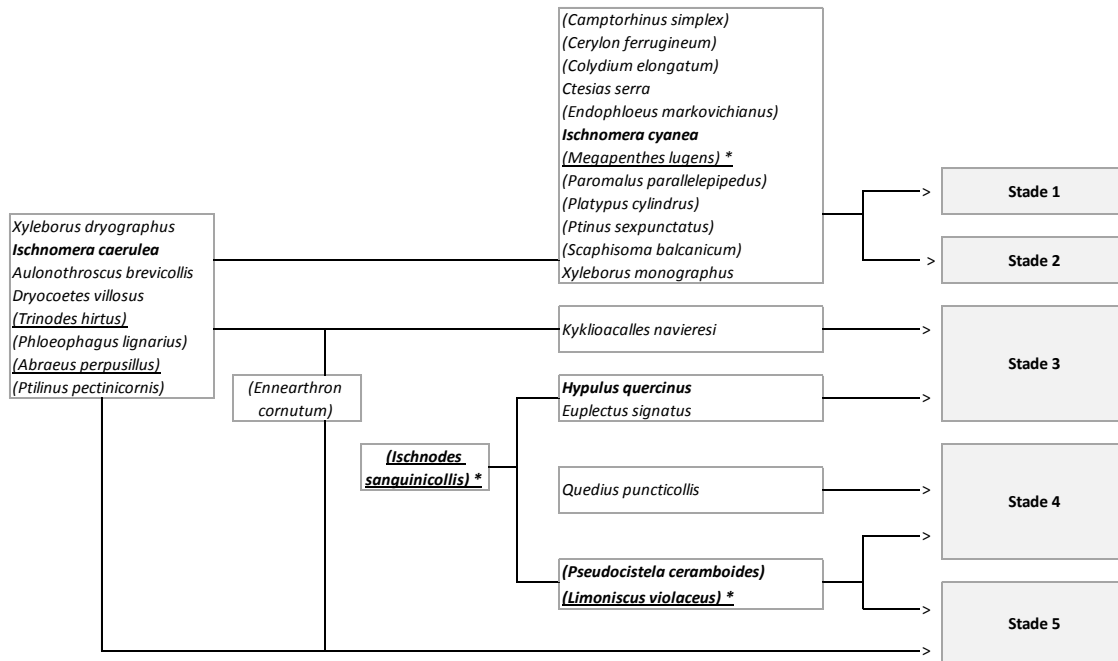 Xyleborus dryographus
Ischnomera caerulea
Aulonothroscus brevicollis
Dryocoetes villosus
(Trinodes hirtus)
(Phloeophagus lignarius)
(Abraeus perpusillus)
(Ptilinus pectinicornis)
(Ennearthron
cornutum)
(Ischnodes
sanquinicollis) *
(Camptorhinus simplex)
(Cerylon ferrugineum)
(Colydium elongatum)
Ctesias serra
(Endophloeus markovichianus)
Ischnomera cyanea
(Megapenthes lugens) *
(Paromalus parallelepipedus)
(Platypus cylindrus)
(Ptinus sexpunctatus)
(Scaphisoma balcanicum)
Xyleborus monographus
Kyklioacalles navieresi
Hypulus quercinus
Euplectus signatus
Quedius puncticollis
(Pseudocistela ceramboides)
(Limoniscus violaceus) *
>
Stade 1
>
Stade 2
>
>
Stade 3
>
>
Stade 4
>
>
Stade 5